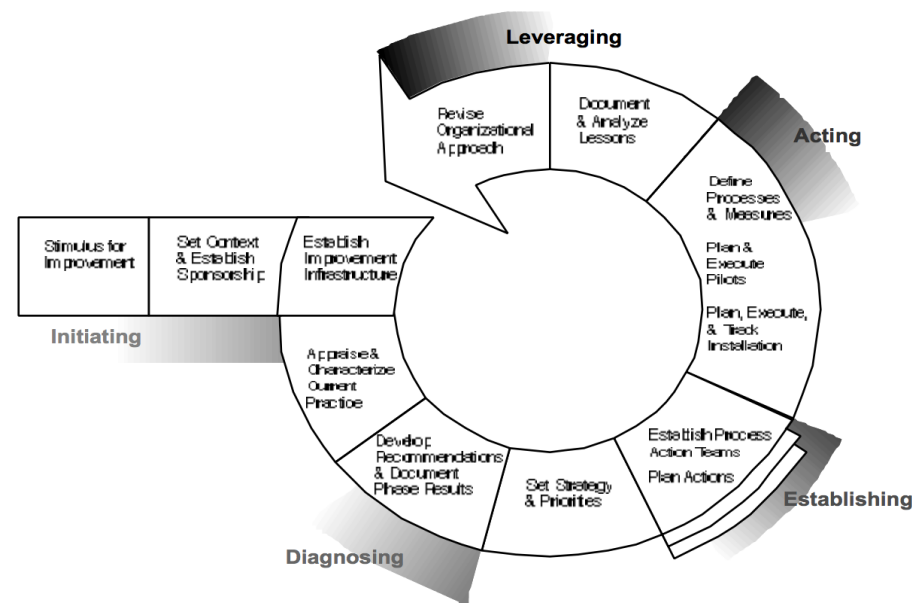 Leveraging
Revise
Organizational
Approach
Document
& Analyze
Lessons
Acting
Define
Processes
& Measures
Plan &
Execute
Pilots
Plan, Execute,
& Track
Installation
Stimulus for
Improvement
Set Context
& Establish
Sponsorship
Establish
Improvement
Infrastructure
Initiating
Appraise &
Characterize
Current
Practice
Develop
Recommendations
& Document
Phase Results
Set Strategy
& Priorities
Establish Process
Action Teams
Plan Actions
Establishing
Diagnosing